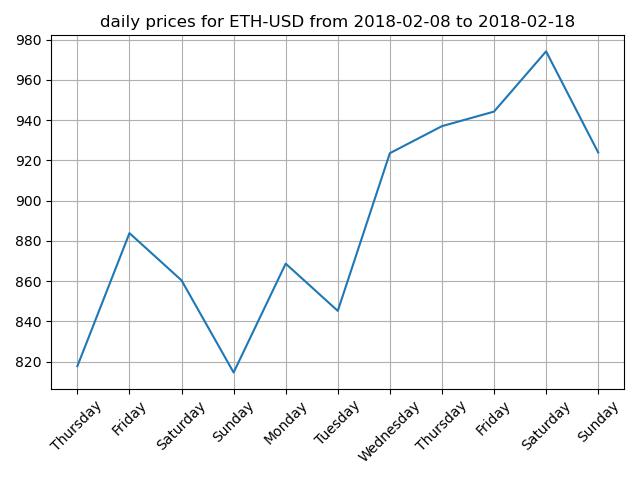 daily prices for ETH-USD from 2018-02-08 to 2018-02-18
980
960
940
920
900
880
860
840
820
Thursday
Friday
Saturday
Sunday
Monday
Tuesday
Wednesday
Thursday
Friday
Saturday
Sunday